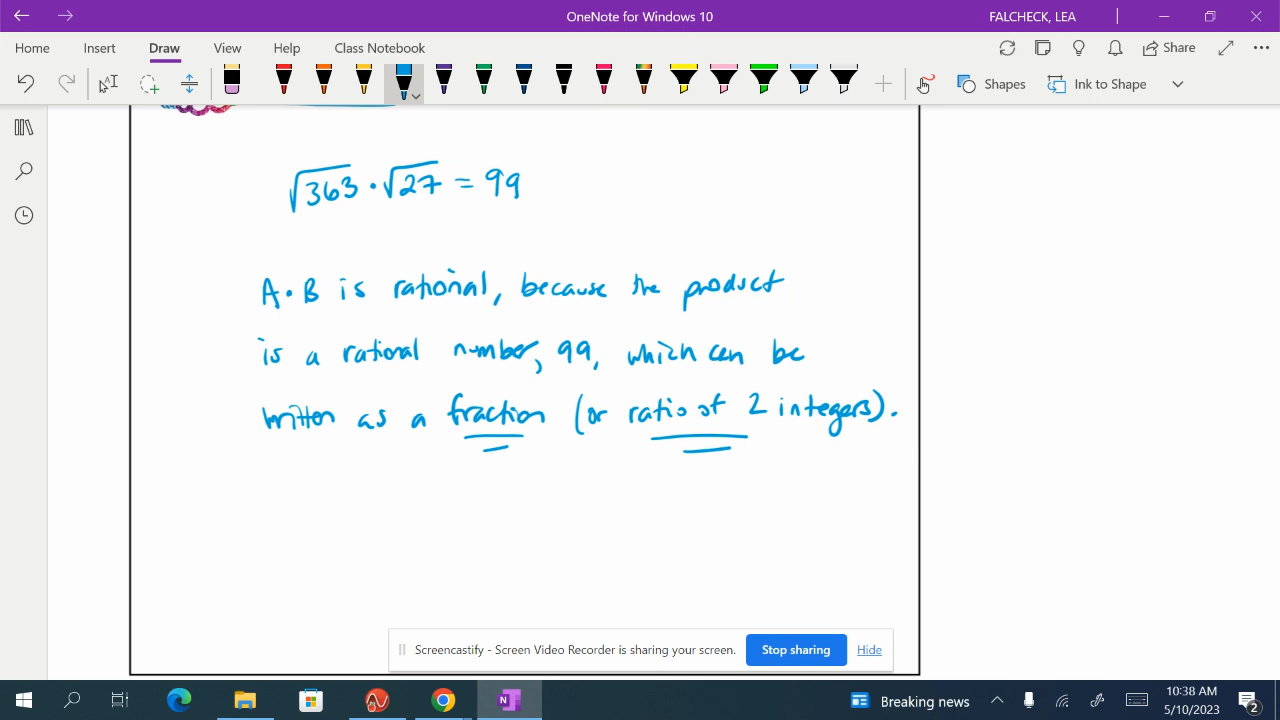 OneNote for Windows 10
FALCHECK, LEA
Home Insert Draw View Help Class Notebook
Share
Shapes
Ink to Shape
√363 · √27 = 99
A · B is rational, because the product
is a rational number, 99, which can be
written as a fraction (or ratio of 2 integers).
Screencastify - Screen Video Recorder is sharing your screen. Stop sharing Hide
Breaking news
10:38 AM
5/10/2023
2